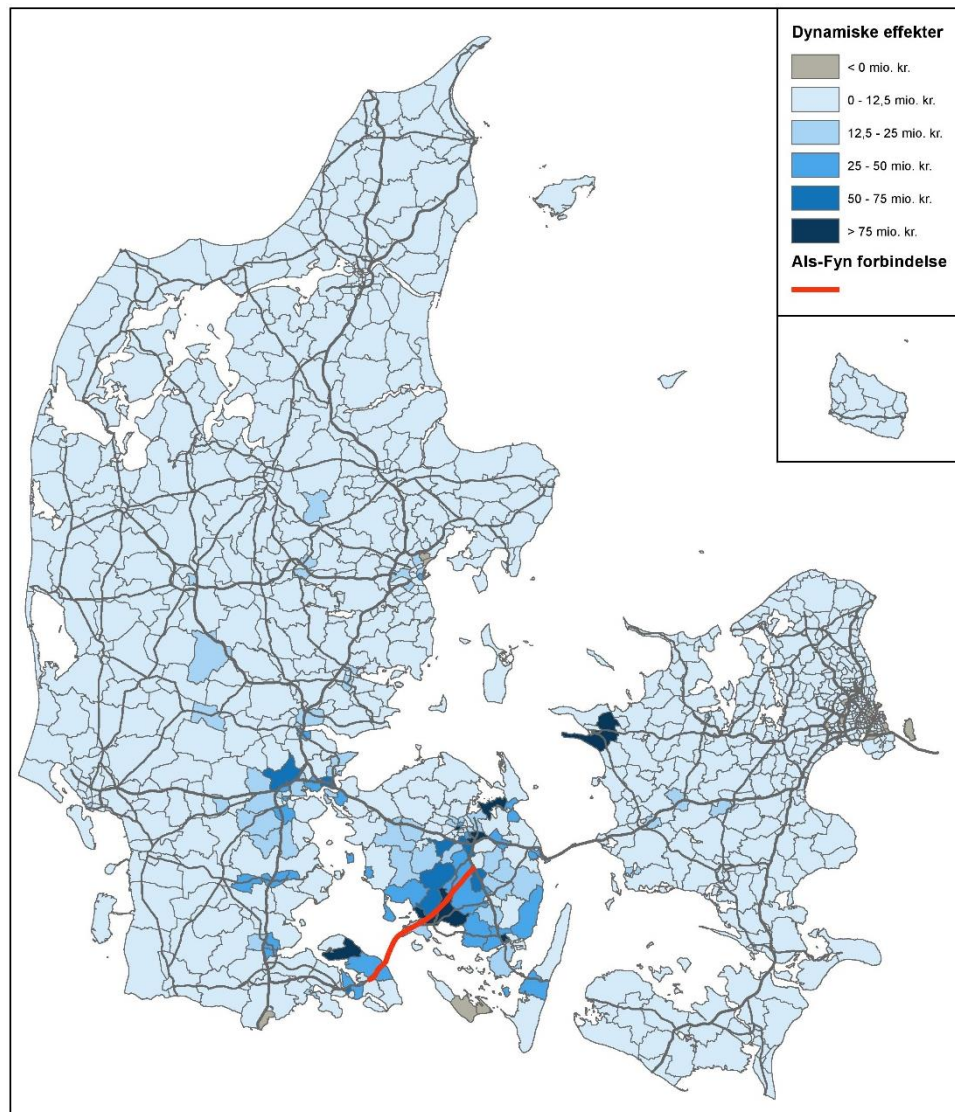 Dynamiske effekter
< 0 mio. kr.
0 - 12,5 mio. kr.
12,5 - 25 mio. kr.
25 - 50 mio. kr.
50 - 75 mio. kr.
> 75 mio. kr.
Als-Fyn forbindelse